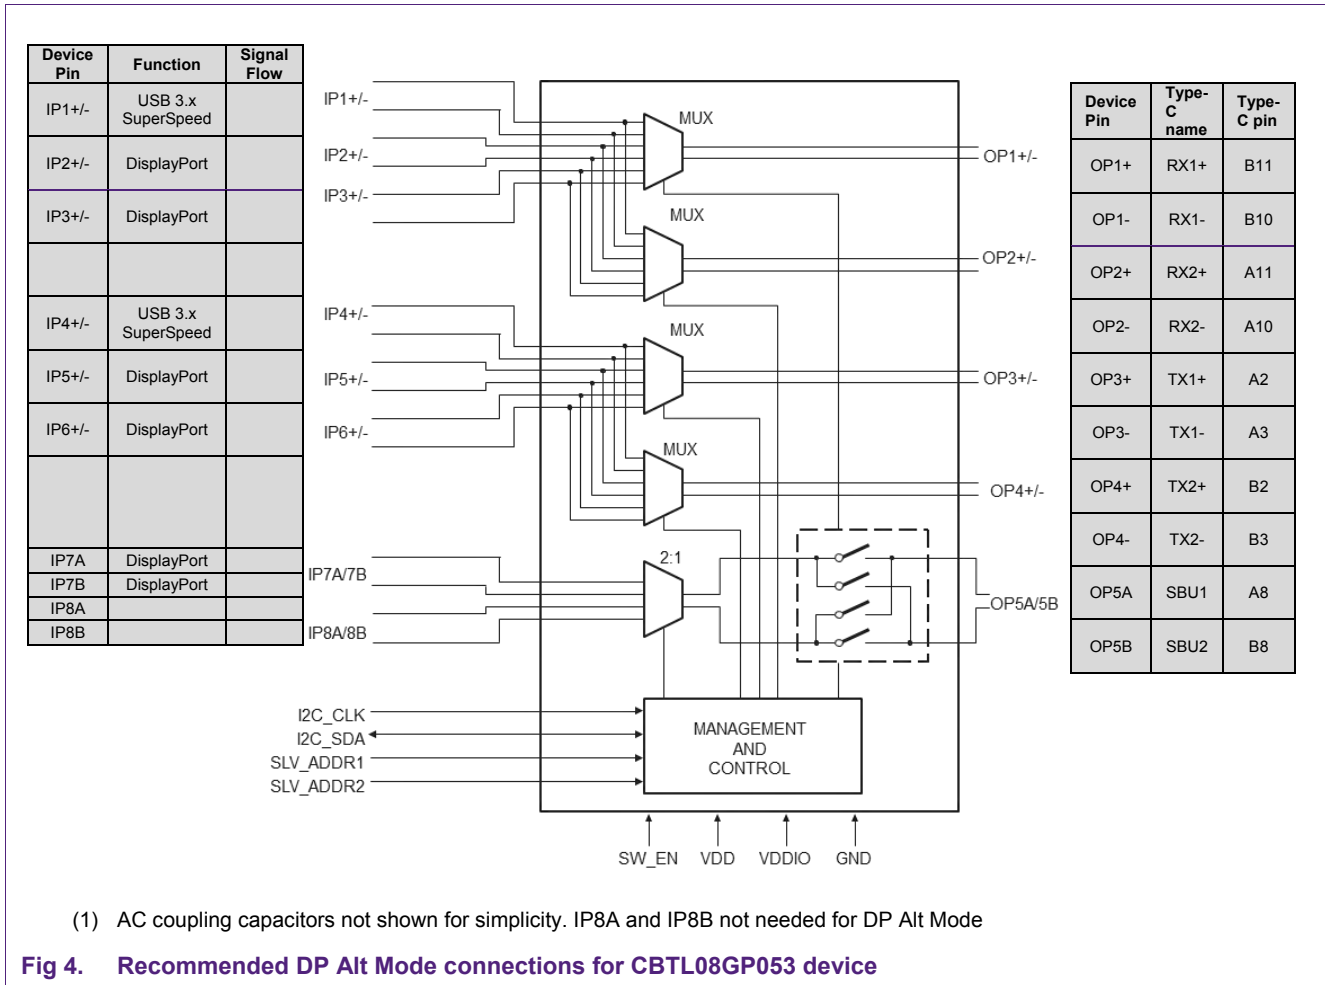 Device Pin Function Signal Flow
IP1+/- USB 3.x SuperSpeed
IP2+/- DisplayPort
IP3+/- DisplayPort
IP4+/- USB 3.x SuperSpeed
IP5+/- DisplayPort
IP6+/- DisplayPort
IP7A DisplayPort
IP7B DisplayPort
IP8A
IP8B
IP1+/-
IP2+/-
IP3+/-
IP4+/-
IP5+/-
IP6+/-
IP7A/7B
IP8A/8B
I2C_CLK
I2C_SDA
SLV_ADDR1
SLV_ADDR2
MUX
MUX
MUX
MUX
2:1
MANAGEMENT
AND
CONTROL
SW_EN VDD VDDIO GND
OP1+/-
OP2+/-
OP3+/-
OP4+/-
OP5A/5B
Device Pin Type-C name Type-C pin
OP1+ RX1+ B11
OP1- RX1- B10
OP2+ RX2+ A11
OP2- RX2- A10
OP3+ TX1+ A2
OP3- TX1- A3
OP4+ TX2+ B2
OP4- TX2- B3
OP5A SBU1 A8
OP5B SBU2 B8
(1) AC coupling capacitors not shown for simplicity. IP8A and IP8B not needed for DP Alt Mode
Fig 4. Recommended DP Alt Mode connections for CBTL08GP053 device